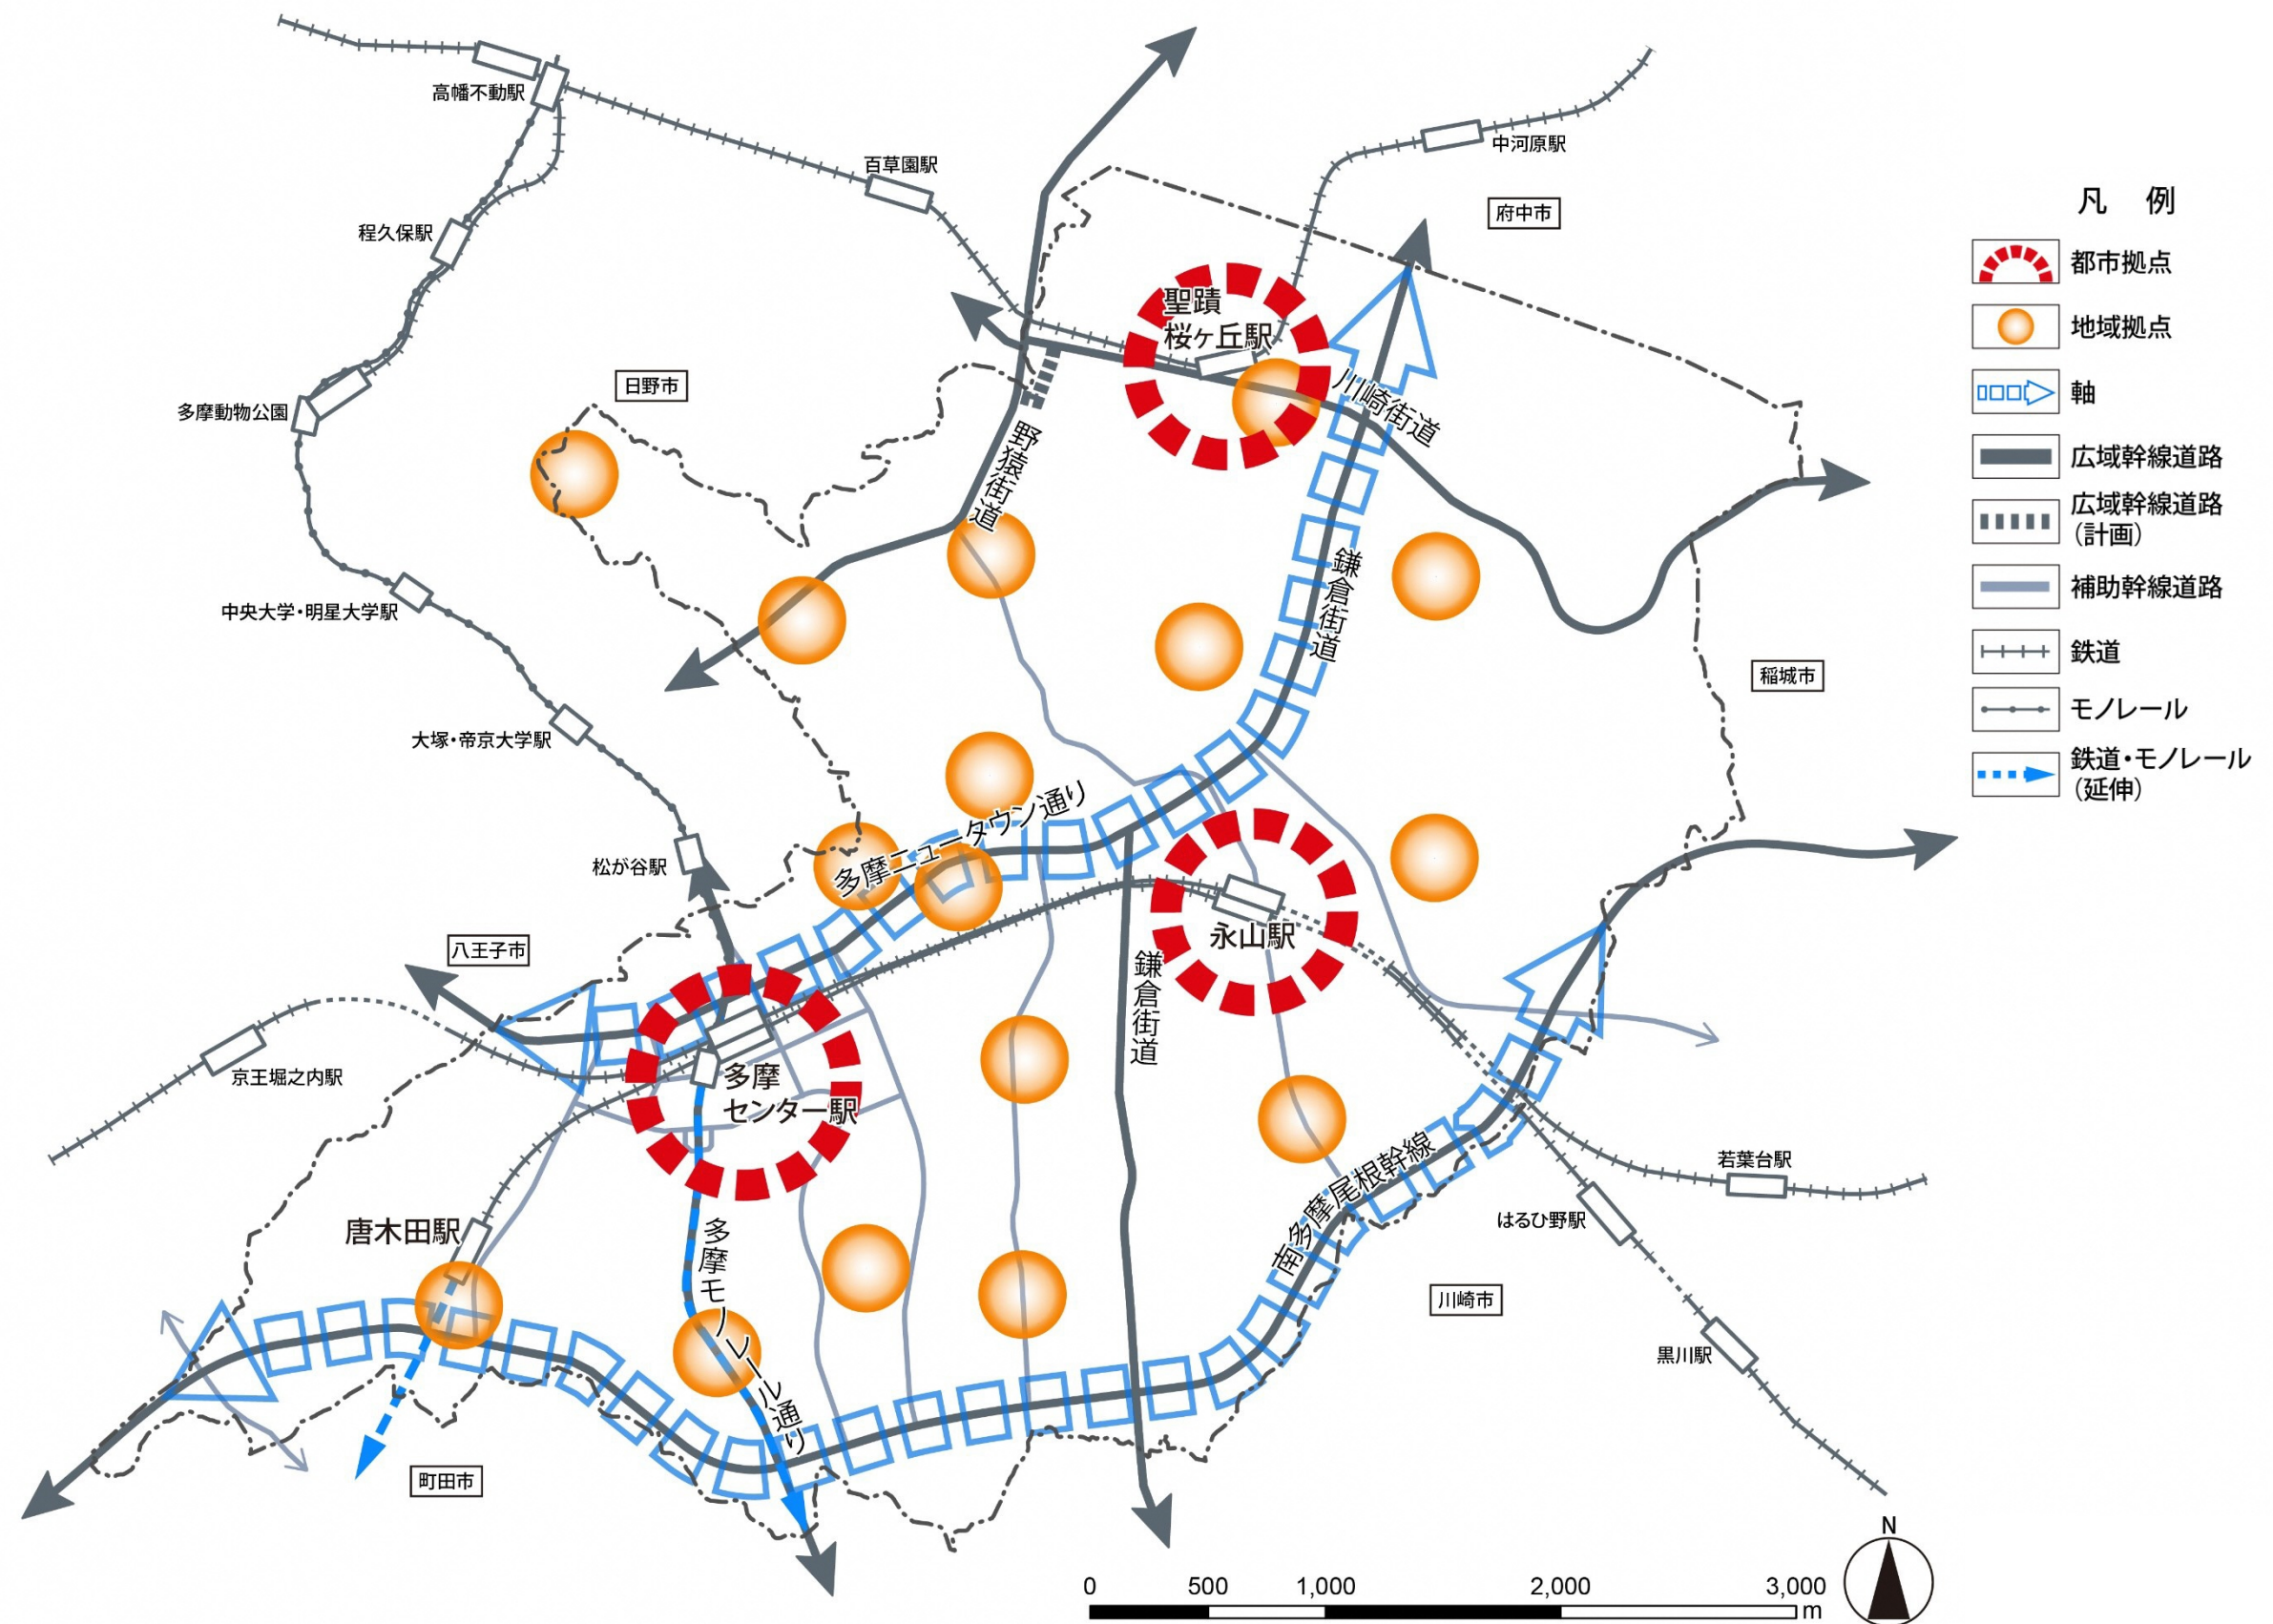 高幡不動駅
百草園駅
中河原駅
府中市
程久保駅
聖蹟
桜ヶ丘駅
川崎街道
日野市
多摩動物公園
野猿街道
鎌倉街道
中央大学・明星大学駅
稲城市
大塚・帝京大学駅
多摩ニュータウン通り
松が谷駅
永山駅
八王子市
鎌倉街道
京王堀之内駅
多摩
センター駅
南多摩尾根幹線
若葉台駅
はるひ野駅
唐木田駅
多摩モノレール通り
川崎市
黒川駅
町田市
凡 例
都市拠点
地域拠点
軸
広域幹線道路
広域幹線道路
(計画)
補助幹線道路
鉄道
モノレール
鉄道・モノレール
(延伸)
N
0 500 1,000 2,000 3,000
m